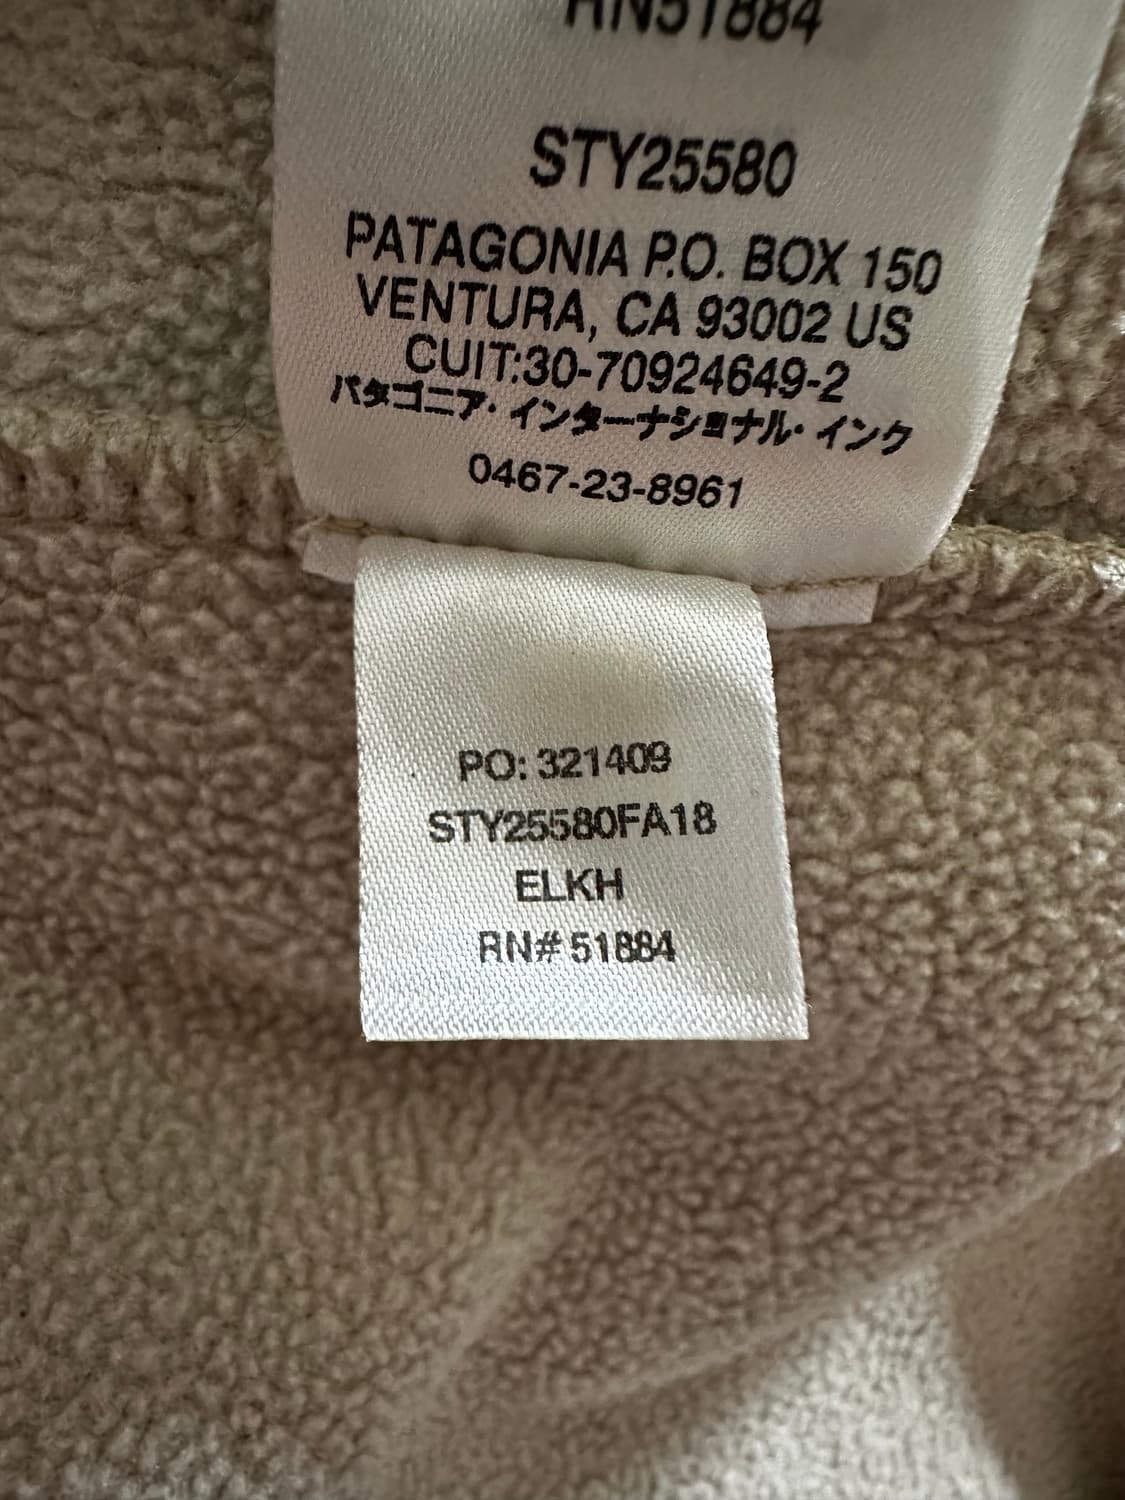 RN51884
STY25580
PATAGONIA P.O. BOX 150
VENTURA, CA 93002 US
CUIT:30-70924649-2
パタゴニア・インターナショナル・インク
0467-23-8961
PO: 321409
STY25580FA18
ELKH
RN# 51884